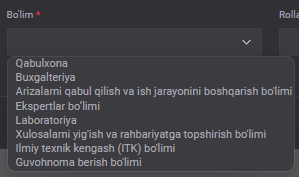 Bo'lim *
Rolla
Qabulxona
Buxgalteriya
Arizalarni qabul qilish va ish jarayonini boshqarish bo'limi
Ekspertlar bo'limi
Laboratoriya
Xulosalarni yig'ish va rahbariyatga topshirish bo'limi
Ilmiy texnik kengash (ITK) bo'limi
Guvohnoma berish bo'limi